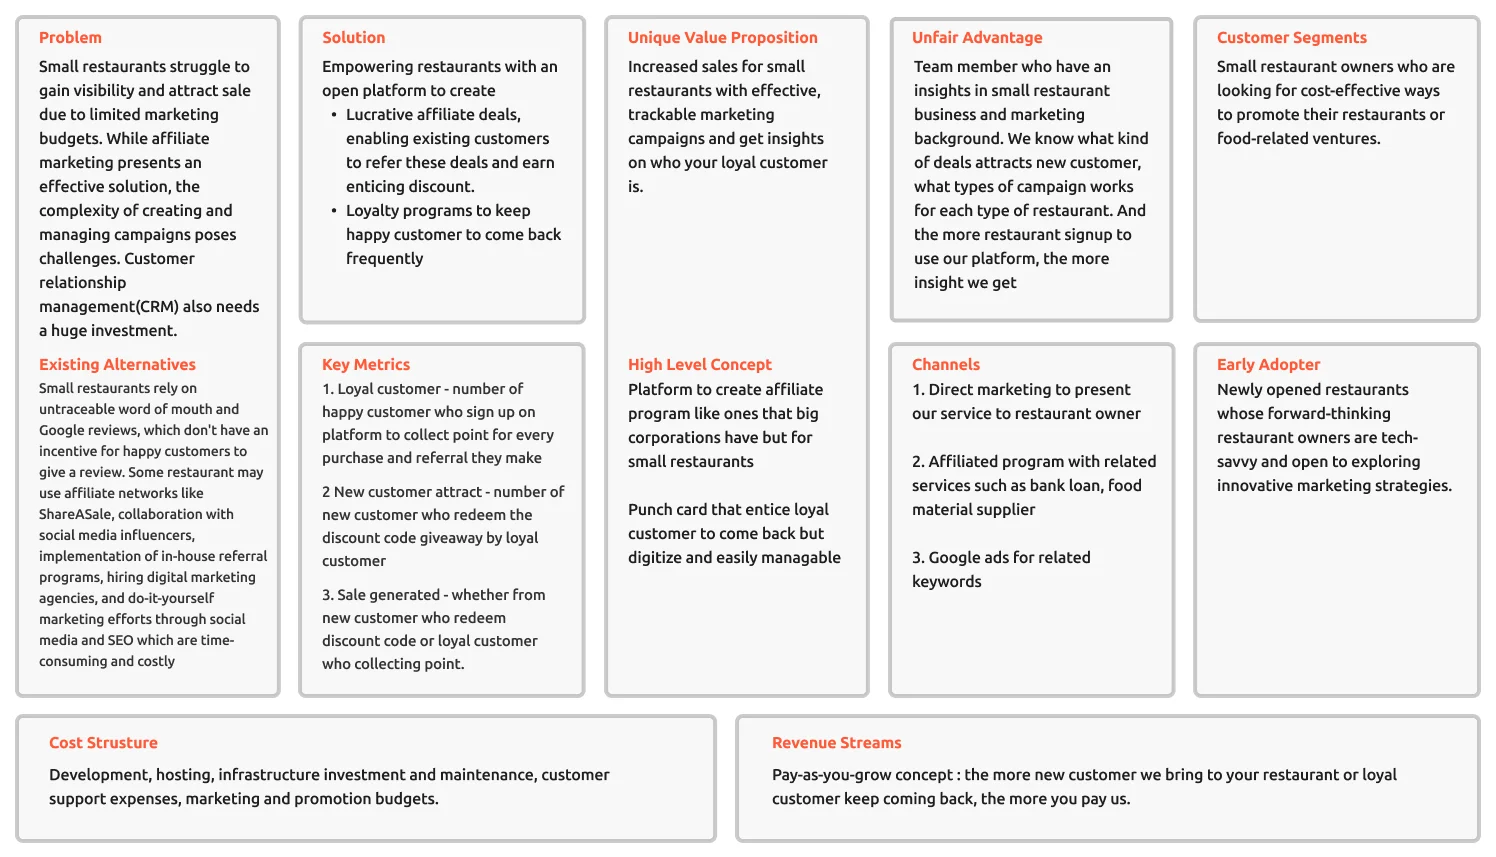 Problem
Small restaurants struggle to
gain visibility and attract sale
due to limited marketing
budgets. While affiliate
marketing presents an
effective solution, the
complexity of creating and
managing campaigns poses
challenges. Customer
relationship
management(CRM) also needs
a huge investment.
Existing Alternatives
Small restaurants rely on
untraceable word of mouth and
Google reviews, which don't have an
incentive for happy customers to
give a review. Some restaurant may
use affiliate networks like
ShareASale, collaboration with
social media influencers,
implementation of in-house referral
programs, hiring digital marketing
agencies, and do-it-yourself
marketing efforts through social
media and SEO which are time-
consuming and costly
Solution
Empowering restaurants with an
open platform to create
• Lucrative affiliate deals,
enabling existing customers
to refer these deals and earn
enticing discount.
• Loyalty programs to keep
happy customer to come back
frequently
Key Metrics
1. Loyal customer - number of
happy customer who sign up on
platform to collect point for every
purchase and referral they make
2 New customer attract - number of
new customer who redeem the
discount code giveaway by loyal
customer
3. Sale generated - whether from
new customer who redeem
discount code or loyal customer
who collecting point.
Unique Value Proposition
Increased sales for small
restaurants with effective,
trackable marketing
campaigns and get insights
on who your loyal customer
is.
High Level Concept
Platform to create affiliate
program like ones that big
corporations have but for
small restaurants
Punch card that entice loyal
customer to come back but
digitize and easily managable
Unfair Advantage
Team member who have an
insights in small restaurant
business and marketing
background. We know what kind
of deals attracts new customer,
what types of campaign works
for each type of restaurant. And
the more restaurant signup to
use our platform, the more
insight we get
Channels
1. Direct marketing to present
our service to restaurant owner
2. Affiliated program with related
services such as bank loan, food
material supplier
3. Google ads for related
keywords
Customer Segments
Small restaurant owners who are
looking for cost-effective ways
to promote their restaurants or
food-related ventures.
Early Adopter
Newly opened restaurants
whose forward-thinking
restaurant owners are tech-
savvy and open to exploring
innovative marketing strategies.
Cost Strusture
Development, hosting, infrastructure investment and maintenance, customer
support expenses, marketing and promotion budgets.
Revenue Streams
Pay-as-you-grow concept : the more new customer we bring to your restaurant or loyal
customer keep coming back, the more you pay us.